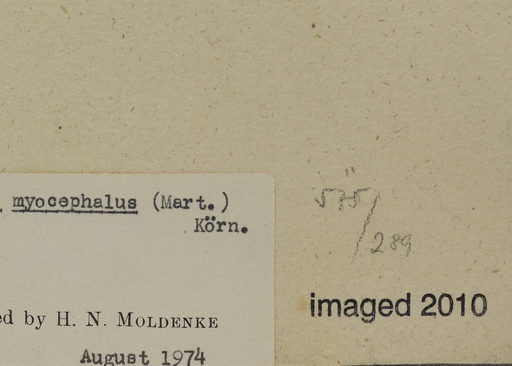 myocephalus (Mart.)
Körn.
575/289
ed by H. N. MOLDENKE
August 1974
imaged 2010